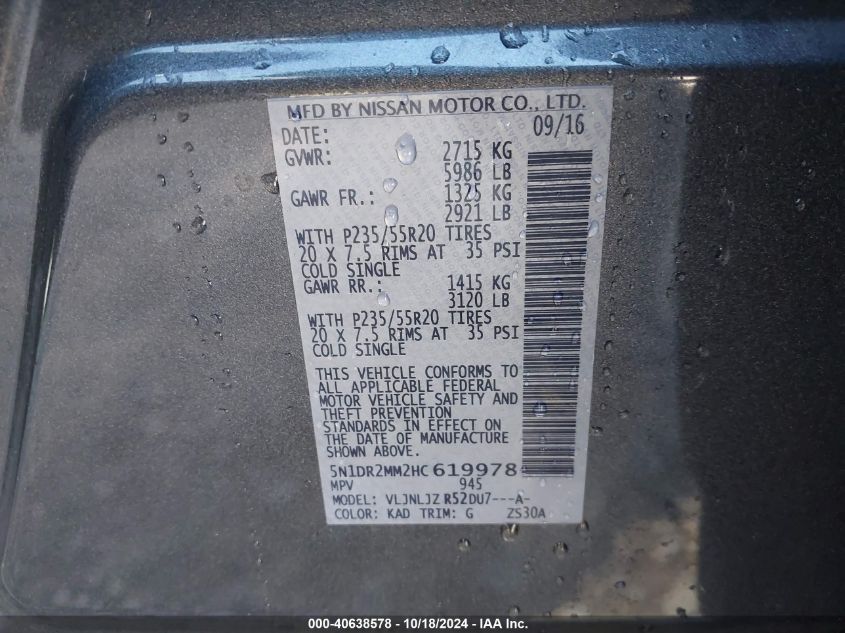 MFD BY NISSAN MOTOR CO., LTD.
DATE: 09/16
GVWR: 2715 KG
5986 LB
GAWR FR.: 1325 KG
2921 LB
WITH P235/55R20 TIRES
20 X 7.5 RIMS AT 35 PSI
COLD SINGLE
GAWR RR.: 1415 KG
3120 LB
WITH P235/55R20 TIRES
20 X 7.5 RIMS AT 35 PSI
COLD SINGLE
THIS VEHICLE CONFORMS TO
ALL APPLICABLE FEDERAL
MOTOR VEHICLE SAFETY AND
THEFT PREVENTION
STANDARDS IN EFFECT ON
THE DATE OF MANUFACTURE
SHOWN ABOVE.
5N1DR2MM2HC619978
MPV 945
MODEL: VLJNLJZ R52DU7---A-
COLOR: KAD TRIM: G ZS30A
000-40638578 - 10/18/2024 - IAA Inc.